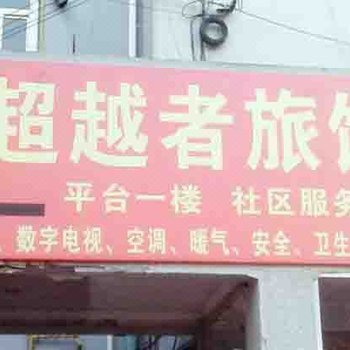 超越者旅馆
平台一楼 社区服务
、数字电视、空调、暖气、安全、卫生